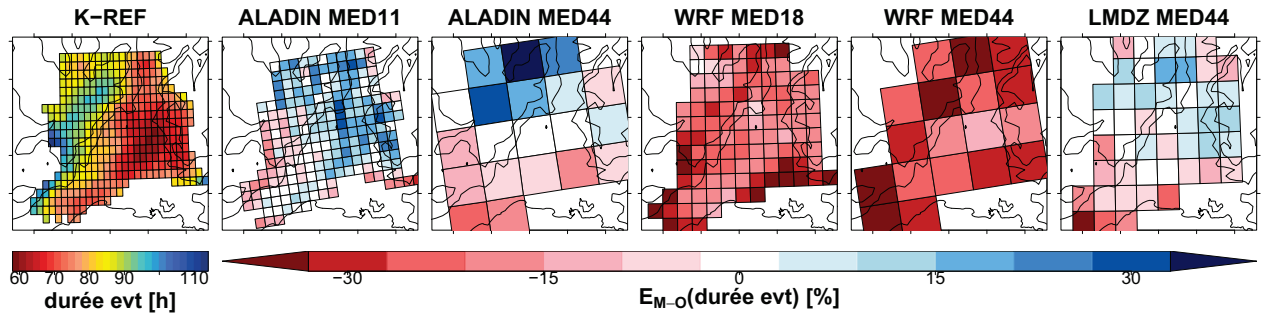 K−REF
ALADIN MED11
ALADIN MED44
WRF MED18
WRF MED44
LMDZ MED44
60 70 80 90 110
durée evt [h]
−30 −15 0 15 30
E M−O (durée evt) [%]